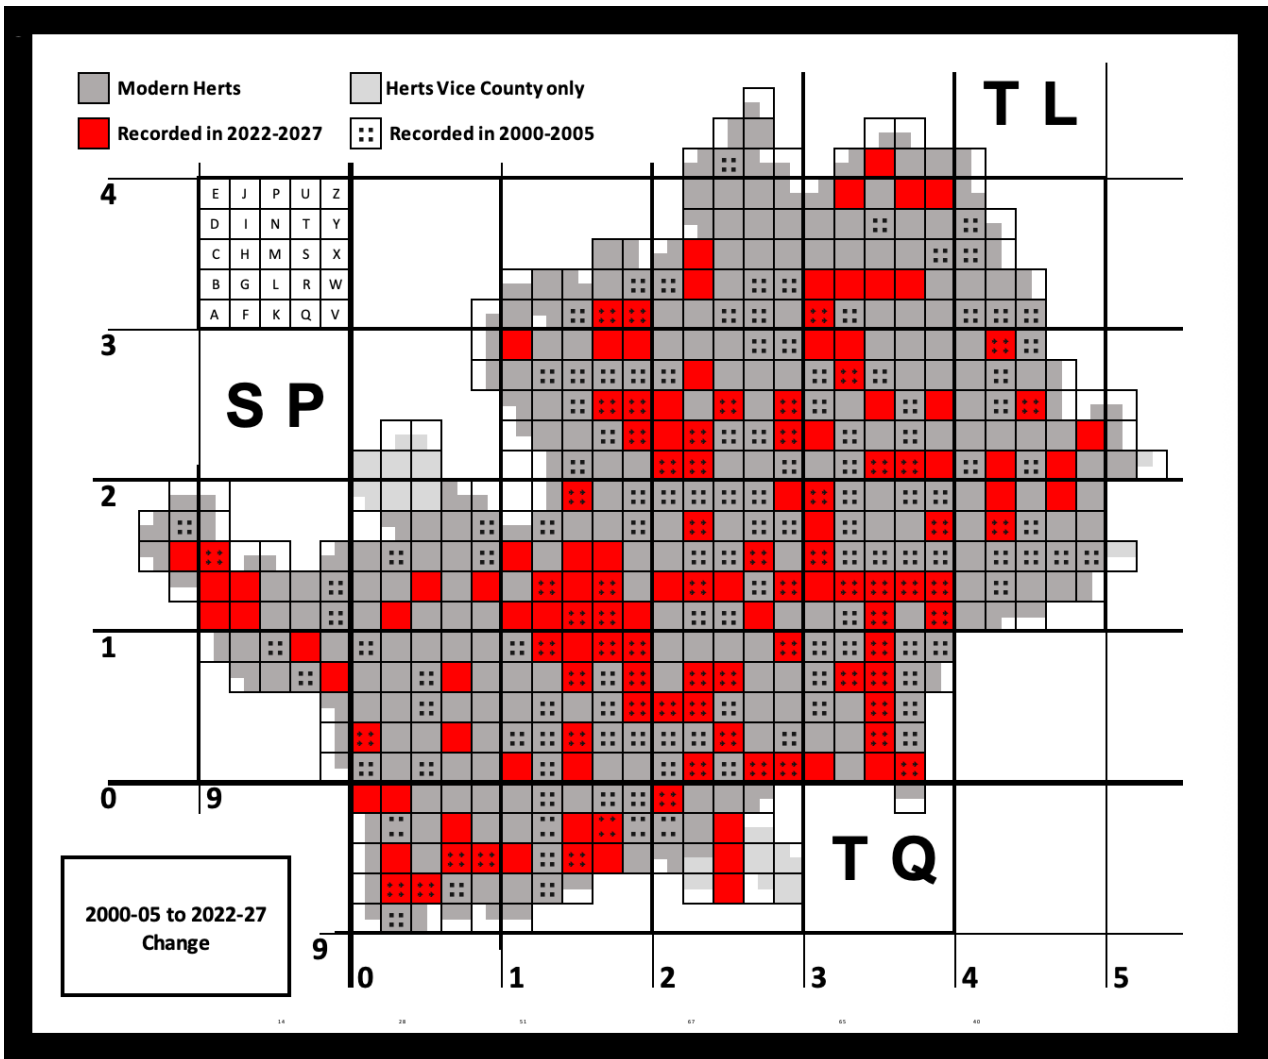 Modern Herts
Herts Vice County only
T L
Recorded in 2022-2027
Recorded in 2000-2005
4
E J P U Z
D I N T Y
C H M S X
B G L R W
A F K Q V
3
S P
2
1
0
9
T Q
2000-05 to 2022-27
Change
9
0 1 2 3 4 5
14 28 51 67 65 40